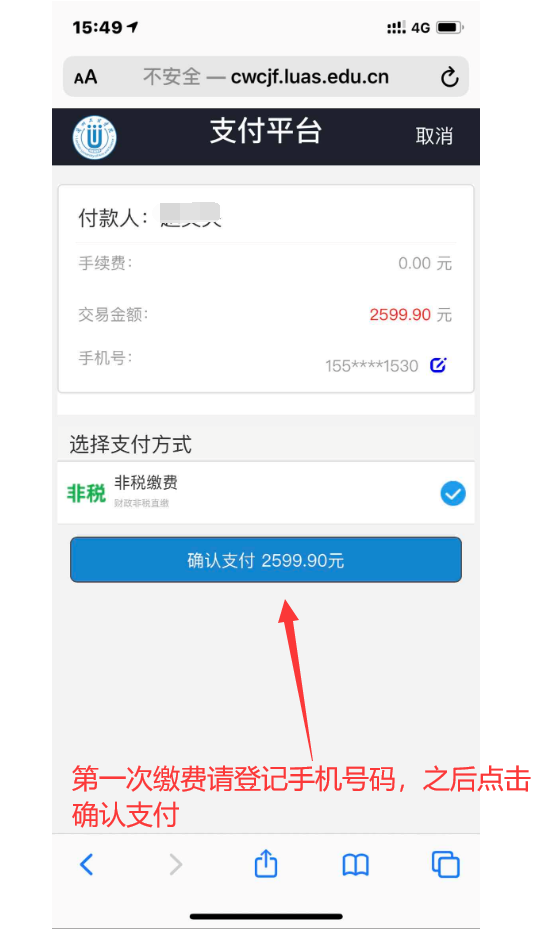 15:49
4G
AA 不安全 — cwcjf.luas.edu.cn
支付平台
取消
付款人：
手续费: 0.00 元
交易金额: 2599.90 元
手机号: 155****1530
选择支付方式
非税 非税缴费
财政非税直缴
确认支付 2599.90元
第一次缴费请登记手机号码，之后点击
确认支付